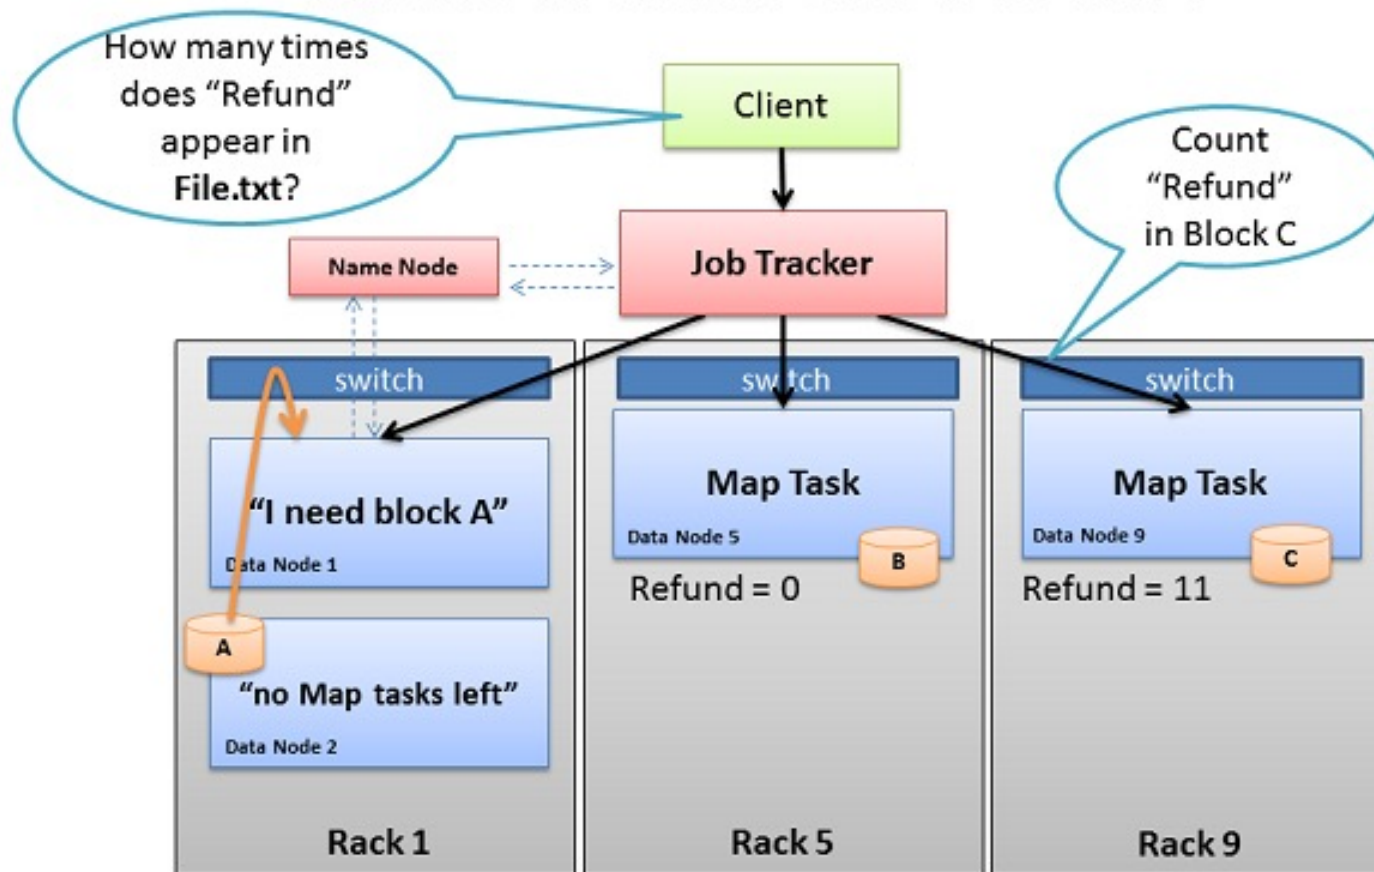 How many times
does “Refund”
appear in
File.txt?
Client
Count
“Refund”
in Block C
Name Node
Job Tracker
switch
switch
switch
“I need block A”
Data Node 1
Map Task
Data Node 5
B
Map Task
Data Node 9
C
Refund = 0
Refund = 11
A
“no Map tasks left”
Data Node 2
Rack 1
Rack 5
Rack 9